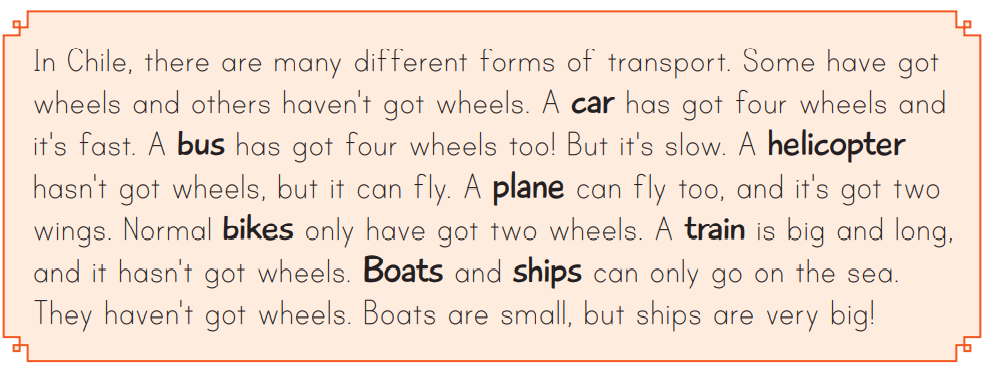 In Chile, there are many different forms of transport. Some have got
wheels and others haven't got wheels. A car has got four wheels and
it's fast. A bus has got four wheels too! But it's slow. A helicopter
hasn't got wheels, but it can fly. A plane can fly too, and it's got two
wings. Normal bikes only have got two wheels. A train is big and long,
and it hasn't got wheels. Boats and ships can only go on the sea.
They haven't got wheels. Boats are small, but ships are very big!